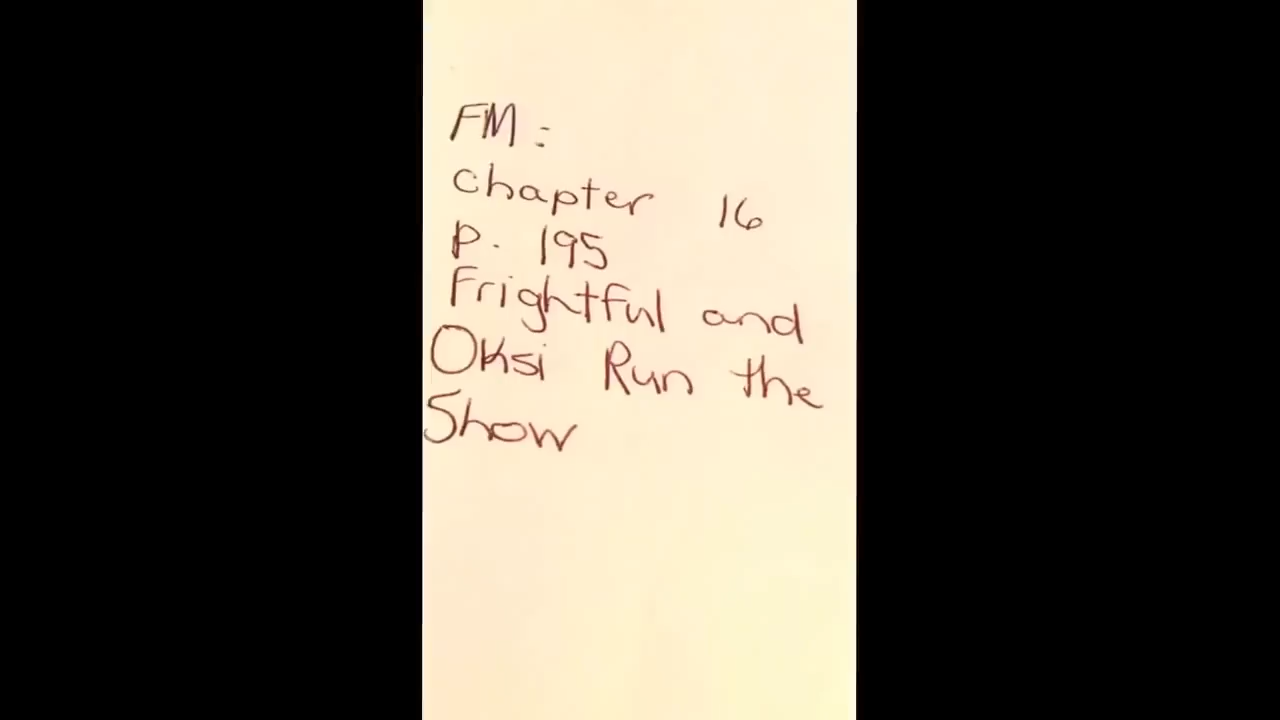 FM:
Chapter 16
p. 195
Frightful and
Oksi Run the
Show